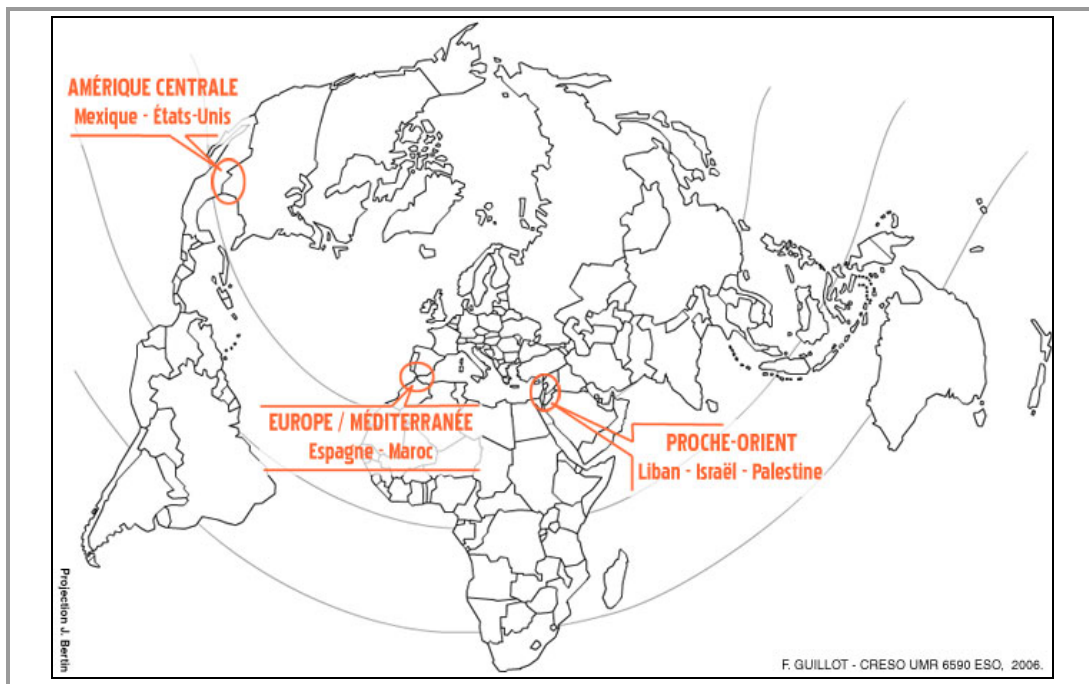 AMÉRIQUE CENTRALE
Mexique - États-Unis
EUROPE / MÉDITERRANÉE
Espagne - Maroc
PROCHE-ORIENT
Liban - Israël - Palestine
Projection J. Bertin
F. GUILLOT - CRESO UMR 6590 ESO, 2006.